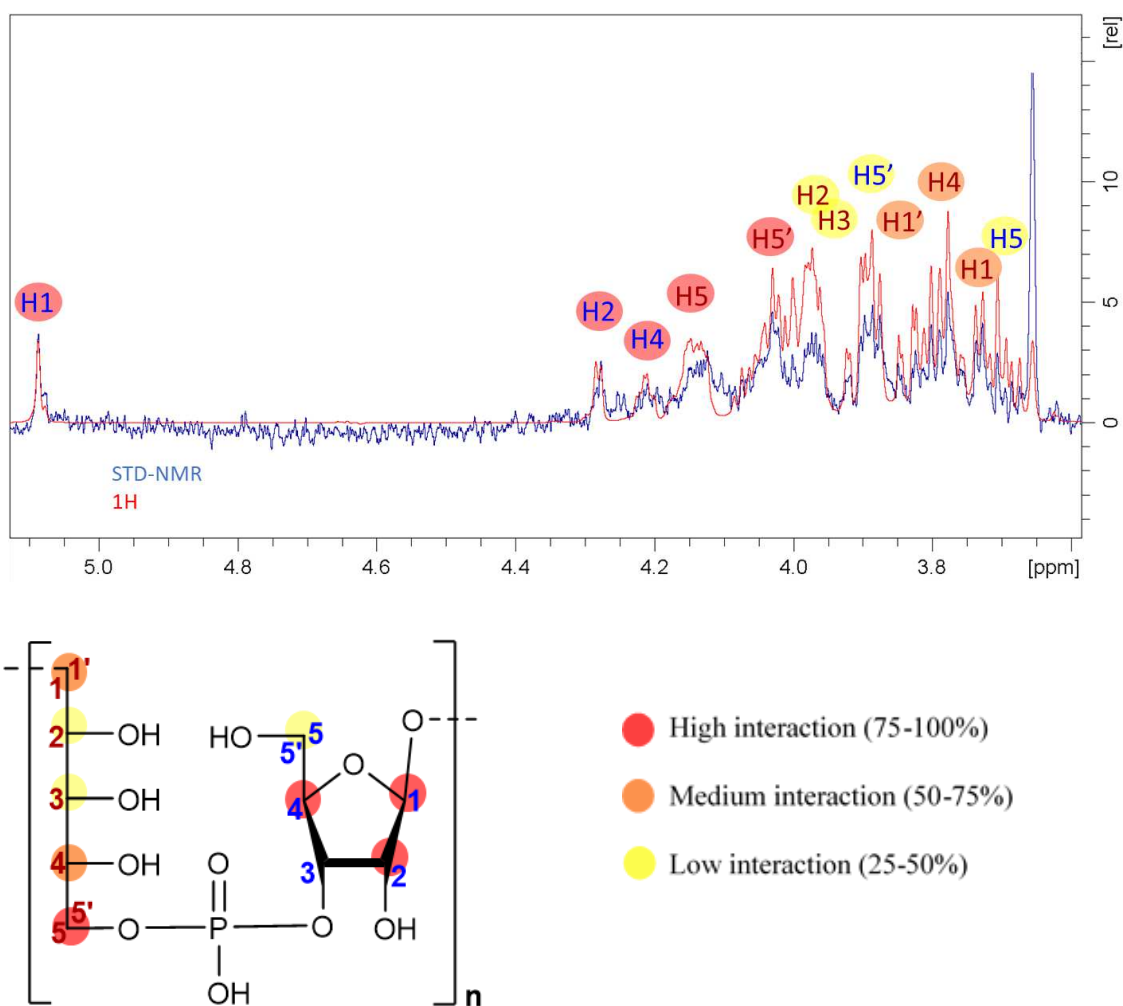 [rel]
10
5
0
H1
H2
H4
H5
H5'
H2
H3
H5'
H1'
H4
H1
H5
STD-NMR
1H
5.0 4.8 4.6 4.4 4.2 4.0 3.8 [ppm]
1'
1
2 OH
3 OH
4 OH
5'
5 O P O
O
OH
n
HO 5
5'
O
O
4 1
3 2
OH
High interaction (75-100%)
Medium interaction (50-75%)
Low interaction (25-50%)